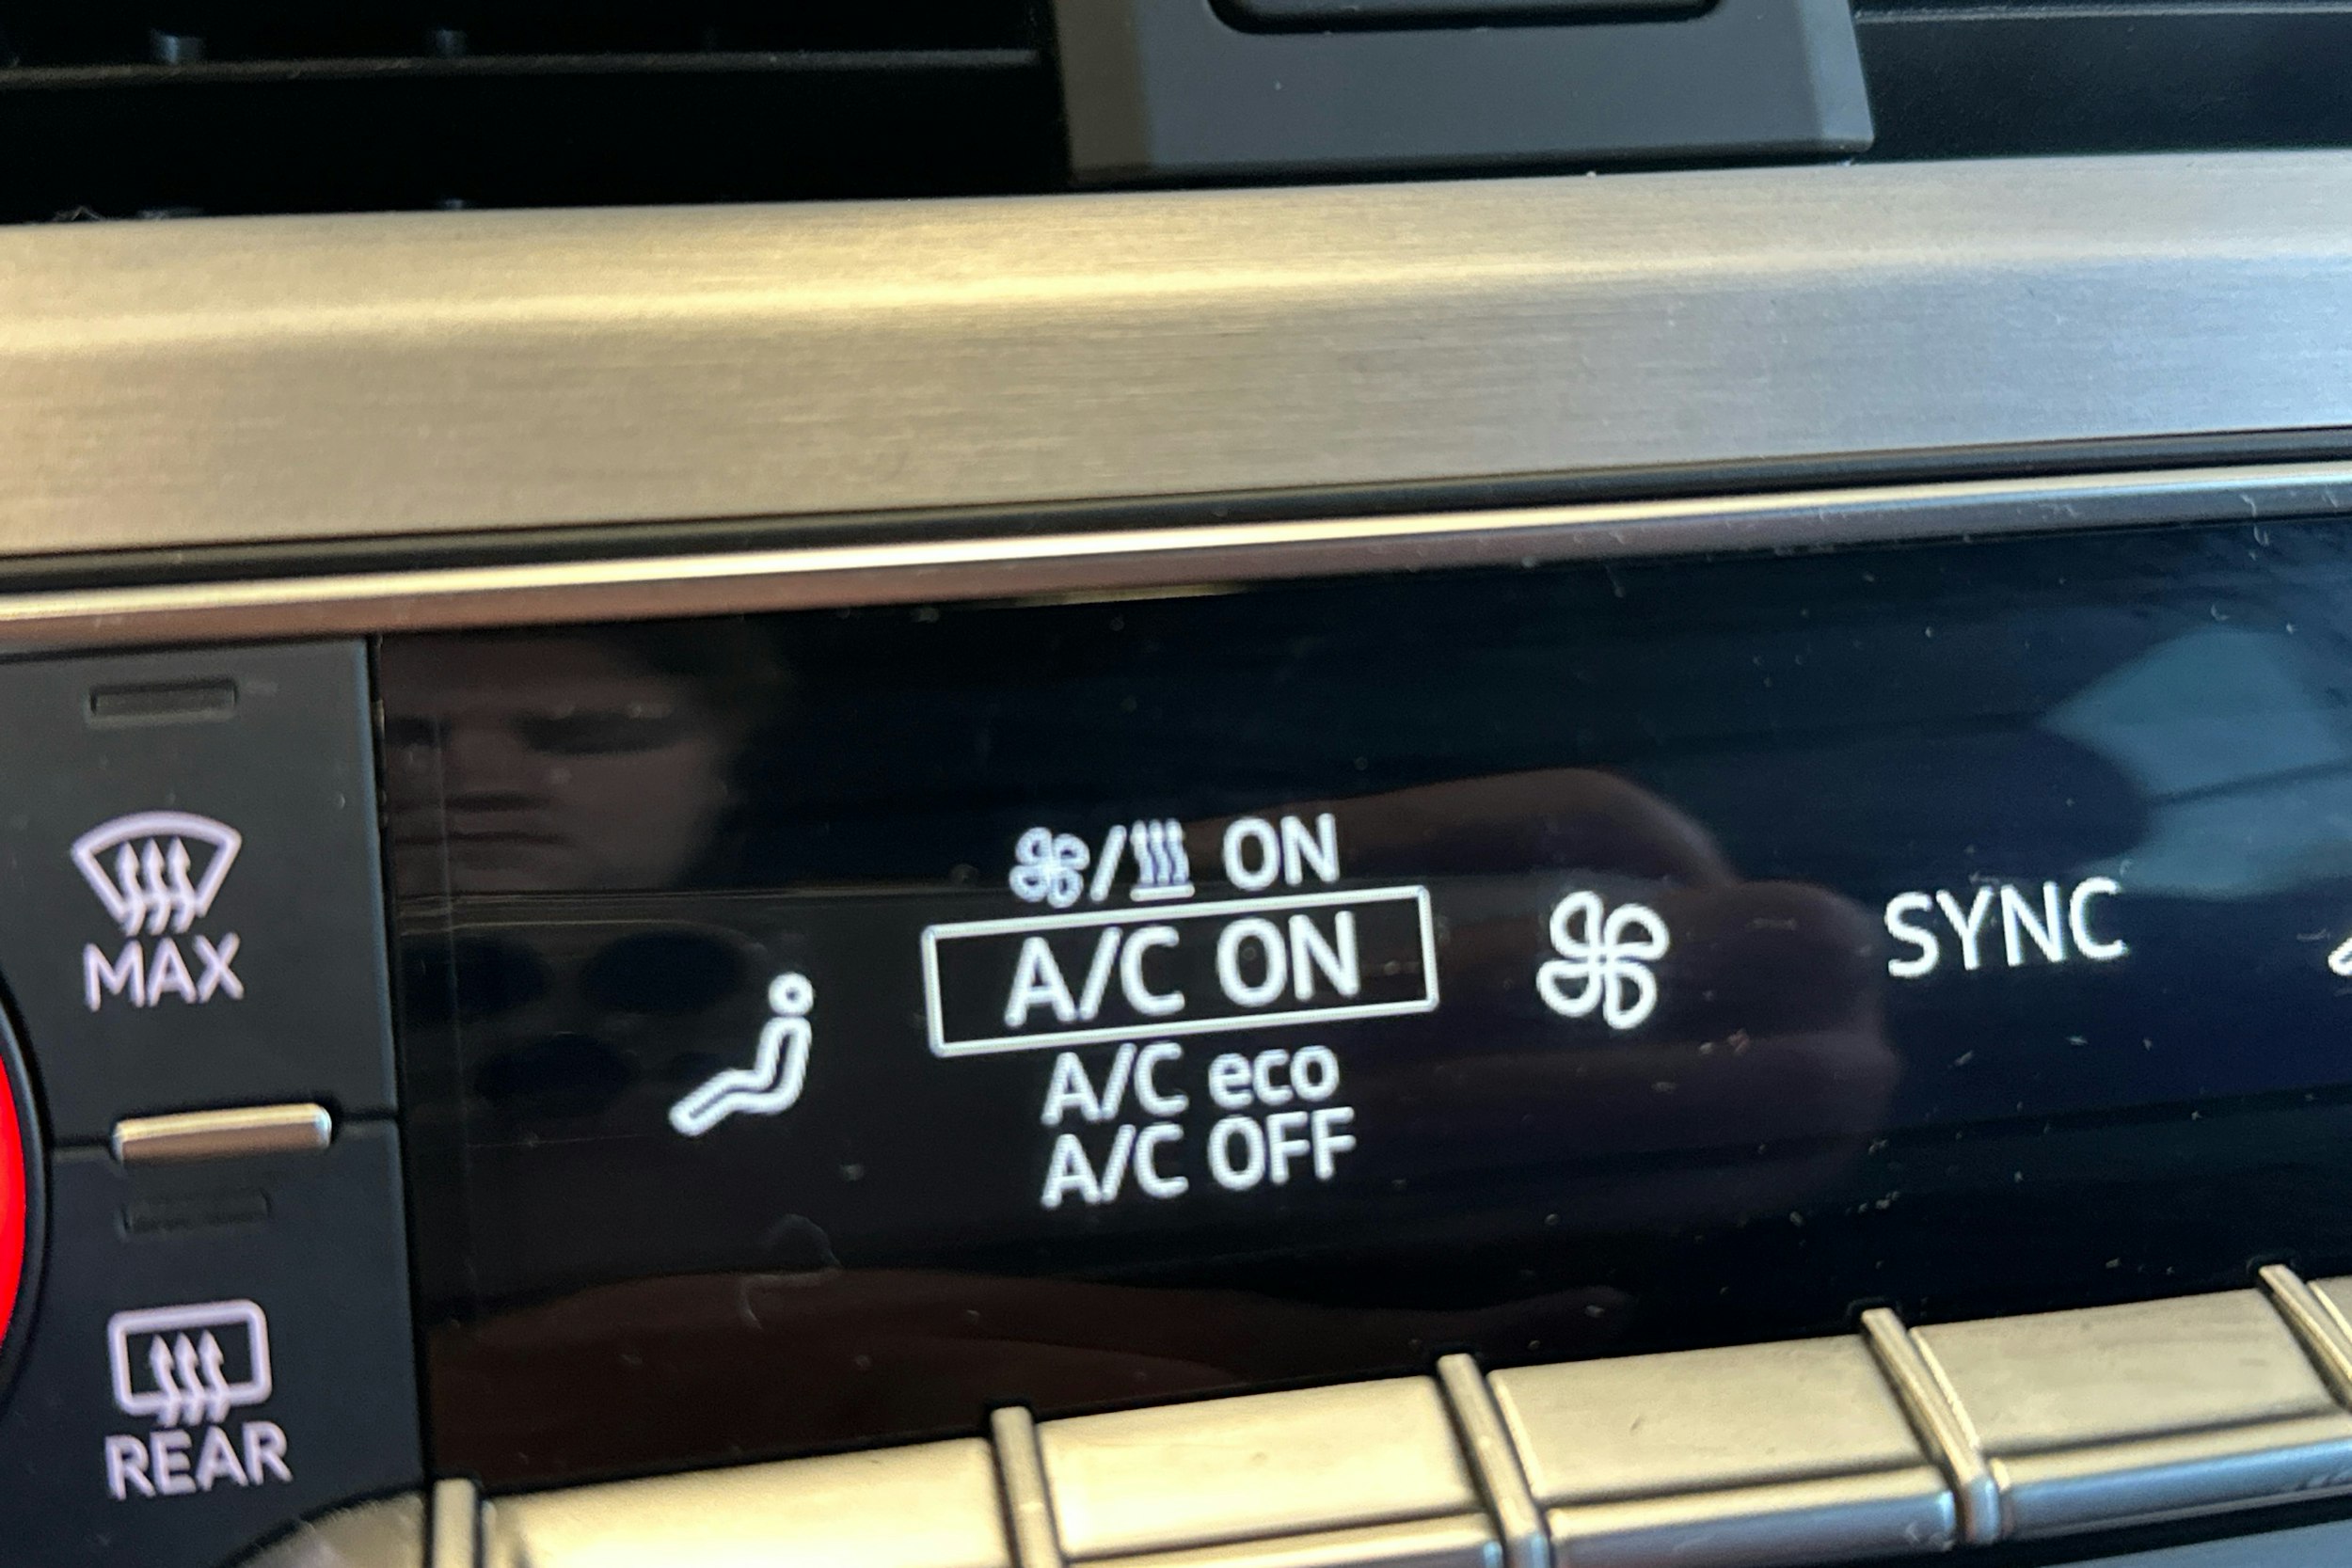 MAX
REAR
/ ON
A/C ON
A/C eco
A/C OFF
SYNC